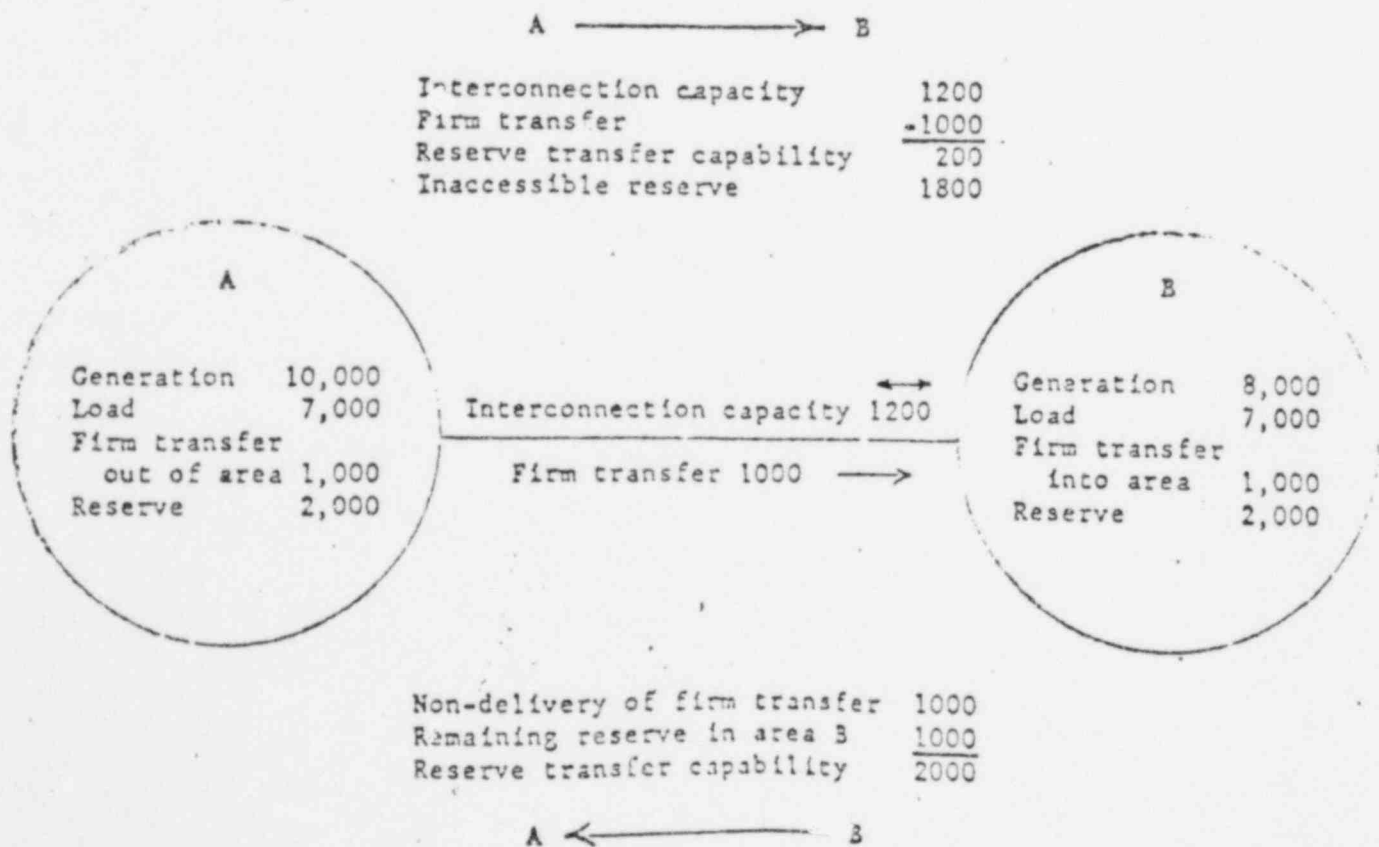 A B
Interconnection capacity 1200
Firm transfer -1000
Reserve transfer capability 200
Inaccessible reserve 1800
A
Generation 10,000
Load 7,000
Firm transfer
out of area 1,000
Reserve 2,000
Interconnection capacity 1200
Firm transfer 1000
B
Generation 8,000
Load 7,000
Firm transfer
into area 1,000
Reserve 2,000
Non-delivery of firm transfer 1000
Remaining reserve in area B 1000
Reserve transfer capability 2000
A B